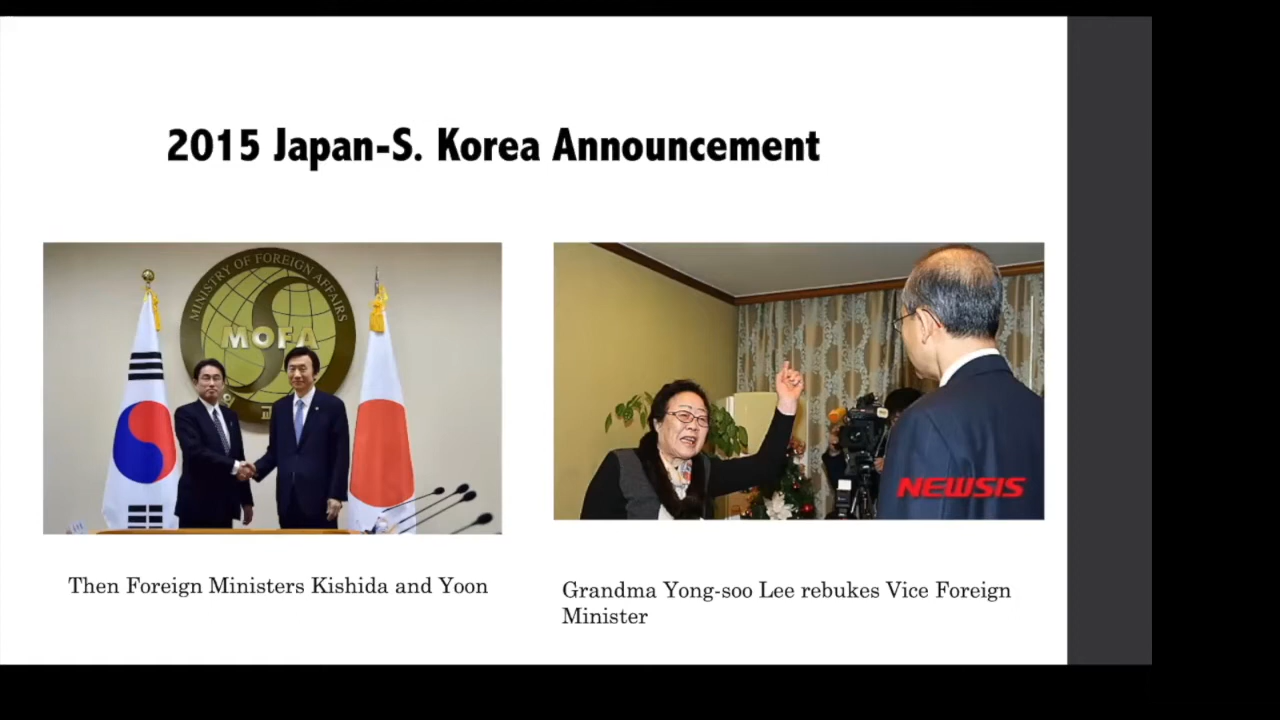 2015 Japan-S. Korea Announcement
MINISTRY OF FOREIGN AFFAIRS
MOFA
NEWSIS
Then Foreign Ministers Kishida and Yoon
Grandma Yong-soo Lee rebukes Vice Foreign
Minister